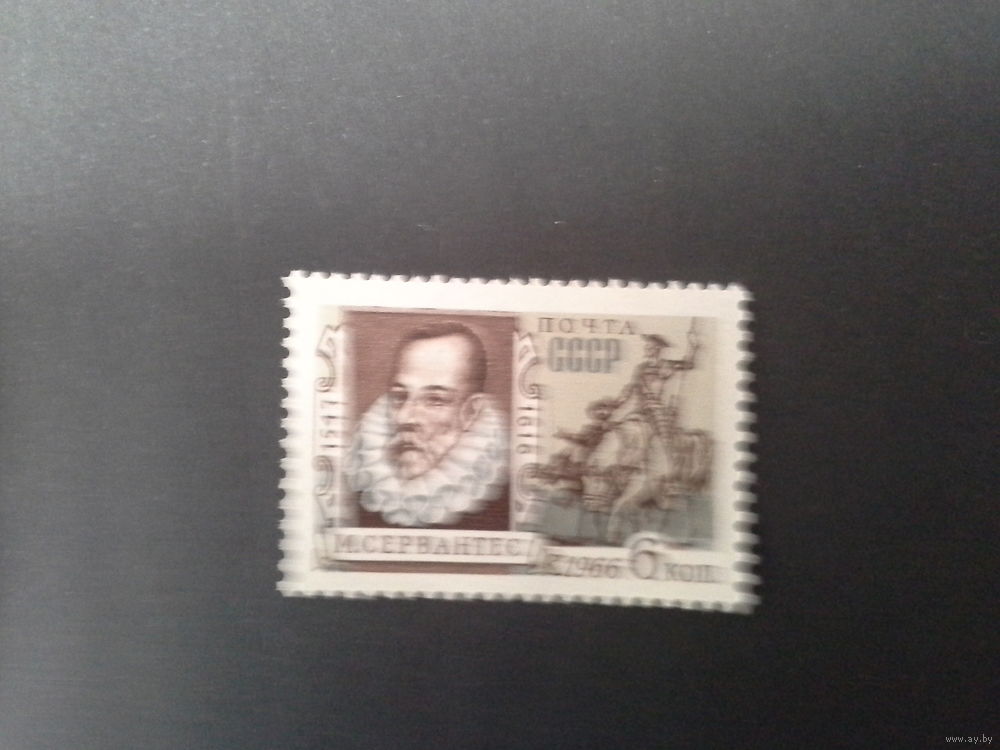 ПОЧТА
СССР
1547
1616
М.СЕРВАНТЕС
1966 6 КОП.
www.ay.by